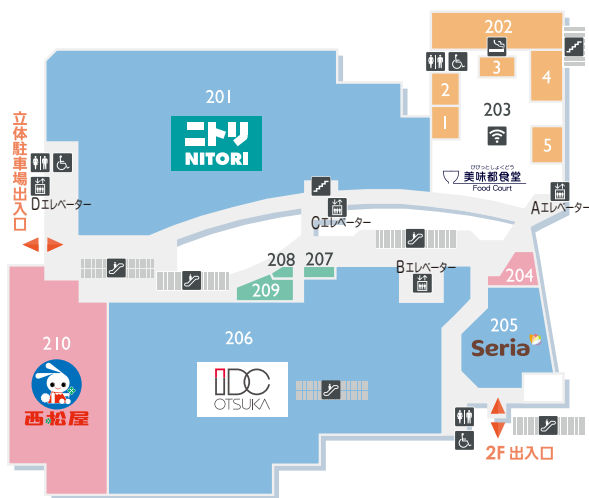 202
3
4
2
201
203
1
立体駐車場出入口
ニトリ
NITORI
5
びびっとしょくどう
美味都食堂
Food Court
Dエレベーター
Aエレベーター
Cエレベーター
208
207
Bエレベーター
204
209
210
206
205
Seria
IDC
OTSUKA
西松屋
2F 出入口